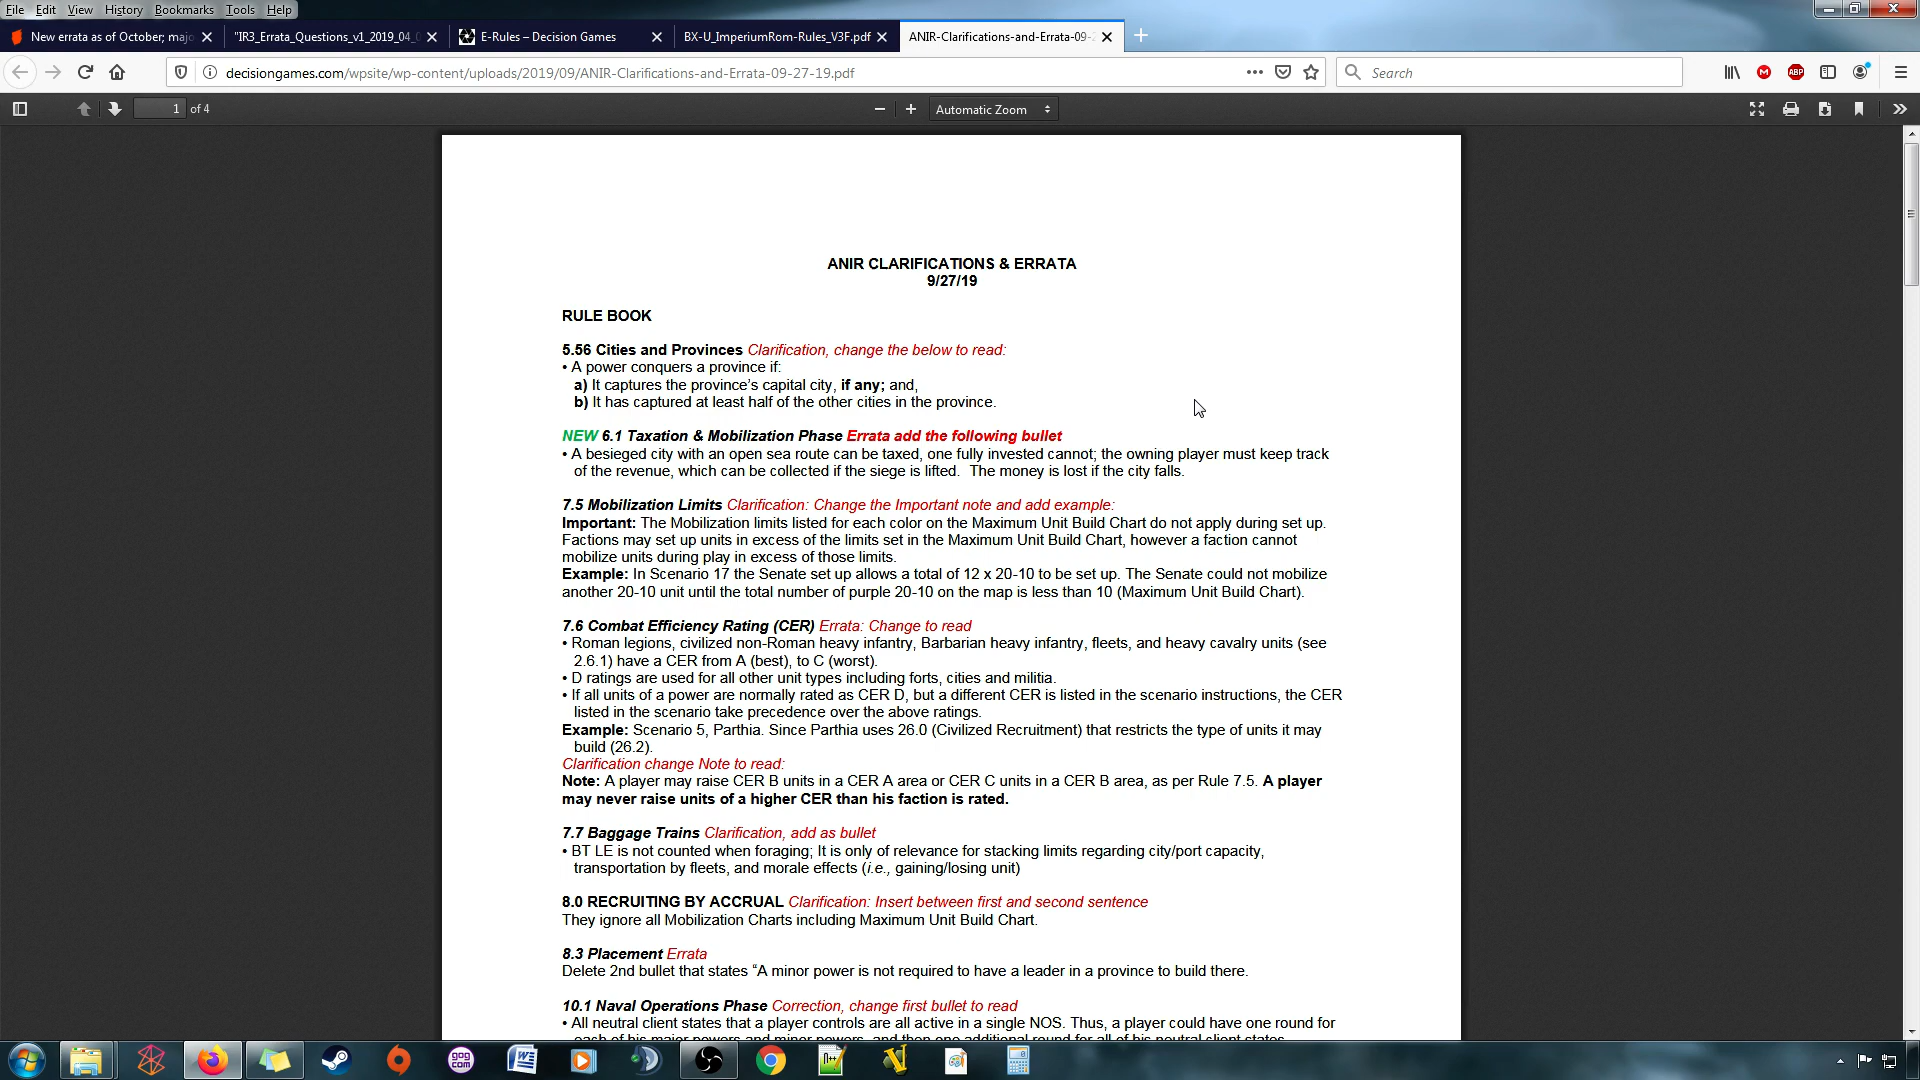 File Edit View History Bookmarks Tools Help
New errata as of October; majo
"IR3_Errata_Questions_v1_2019_04_0
E-Rules – Decision Games
BX-U_ImperiumRom-Rules_V3F.pdf
ANIR-Clarifications-and-Errata-09-2
decisiongames.com/wpsite/wp-content/uploads/2019/09/ANIR-Clarifications-and-Errata-09-27-19.pdf
Search
ABP
1 of 4
Automatic Zoom
ANIR CLARIFICATIONS & ERRATA
9/27/19
RULE BOOK
5.56 Cities and Provinces Clarification, change the below to read:
• A power conquers a province if:
a) It captures the province's capital city, if any; and,
b) It has captured at least half of the other cities in the province.
NEW 6.1 Taxation & Mobilization Phase Errata add the following bullet
• A besieged city with an open sea route can be taxed, one fully invested cannot; the owning player must keep track
of the revenue, which can be collected if the siege is lifted. The money is lost if the city falls.
7.5 Mobilization Limits Clarification: Change the Important note and add example:
Important: The Mobilization limits listed for each color on the Maximum Unit Build Chart do not apply during set up.
Factions may set up units in excess of the limits set in the Maximum Unit Build Chart, however a faction cannot
mobilize units during play in excess of those limits.
Example: In Scenario 17 the Senate set up allows a total of 12 x 20-10 to be set up. The Senate could not mobilize
another 20-10 unit until the total number of purple 20-10 on the map is less than 10 (Maximum Unit Build Chart).
7.6 Combat Efficiency Rating (CER) Errata: Change to read
• Roman legions, civilized non-Roman heavy infantry, Barbarian heavy infantry, fleets, and heavy cavalry units (see
2.6.1) have a CER from A (best), to C (worst).
• D ratings are used for all other unit types including forts, cities and militia.
• If all units of a power are normally rated as CER D, but a different CER is listed in the scenario instructions, the CER
listed in the scenario take precedence over the above ratings.
Example: Scenario 5, Parthia. Since Parthia uses 26.0 (Civilized Recruitment) that restricts the type of units it may
build (26.2).
Clarification change Note to read:
Note: A player may raise CER B units in a CER A area or CER C units in a CER B area, as per Rule 7.5. A player
may never raise units of a higher CER than his faction is rated.
7.7 Baggage Trains Clarification, add as bullet
• BT LE is not counted when foraging; It is only of relevance for stacking limits regarding city/port capacity,
transportation by fleets, and morale effects (i.e., gaining/losing unit)
8.0 RECRUITING BY ACCRUAL Clarification: Insert between first and second sentence
They ignore all Mobilization Charts including Maximum Unit Build Chart.
8.3 Placement Errata
Delete 2nd bullet that states “A minor power is not required to have a leader in a province to build there.
10.1 Naval Operations Phase Correction, change first bullet to read
• All neutral client states that a player controls are all active in a single NOS. Thus, a player could have one round for
each of his major powers and minor powers, and then one additional round for all of his neutral client states.
gog
com